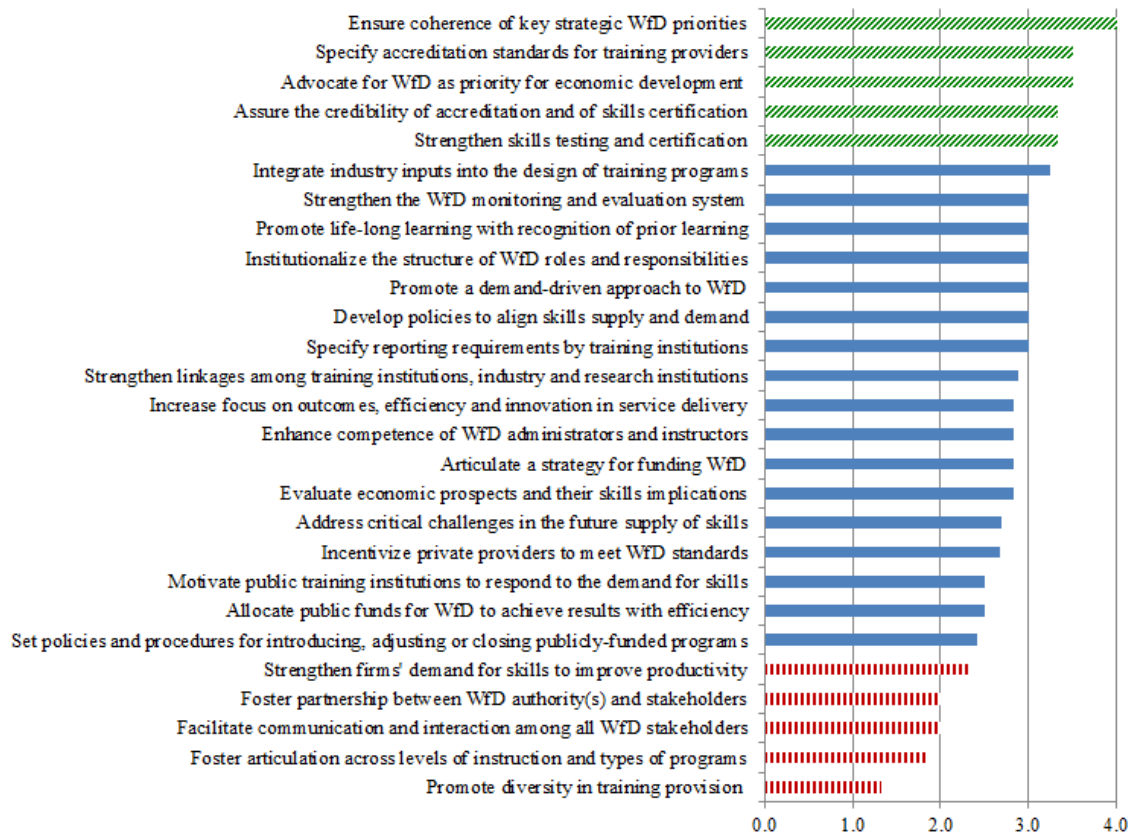 Ensure coherence of key strategic WfD priorities
Specify accreditation standards for training providers
Advocate for WfD as priority for economic development
Assure the credibility of accreditation and of skills certification
Strengthen skills testing and certification
Integrate industry inputs into the design of training programs
Strengthen the WfD monitoring and evaluation system
Promote life-long learning with recognition of prior learning
Institutionalize the structure of WfD roles and responsibilities
Promote a demand-driven approach to WfD
Develop policies to align skills supply and demand
Specify reporting requirements by training institutions
Strengthen linkages among training institutions, industry and research institutions
Increase focus on outcomes, efficiency and innovation in service delivery
Enhance competence of WfD administrators and instructors
Articulate a strategy for funding WfD
Evaluate economic prospects and their skills implications
Address critical challenges in the future supply of skills
Incentivize private providers to meet WfD standards
Motivate public training institutions to respond to the demand for skills
Allocate public funds for WfD to achieve results with efficiency
Set policies and procedures for introducing, adjusting or closing publicly-funded programs
Strengthen firms' demand for skills to improve productivity
Foster partnership between WfD authority(s) and stakeholders
Facilitate communication and interaction among all WfD stakeholders
Foster articulation across levels of instruction and types of programs
Promote diversity in training provision
0.0 1.0 2.0 3.0 4.0